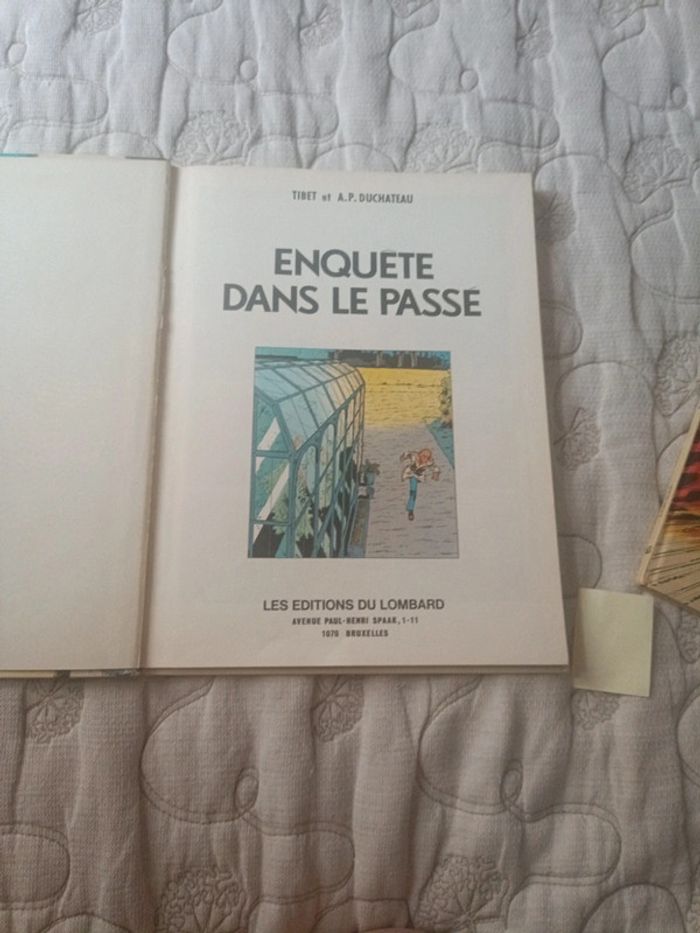 TIBET et A.P. DUCHATEAU
ENQUÊTE
DANS LE PASSÉ
LES EDITIONS DU LOMBARD
AVENUE PAUL-HENRI SPAAK, 1-11
1070 BRUXELLES